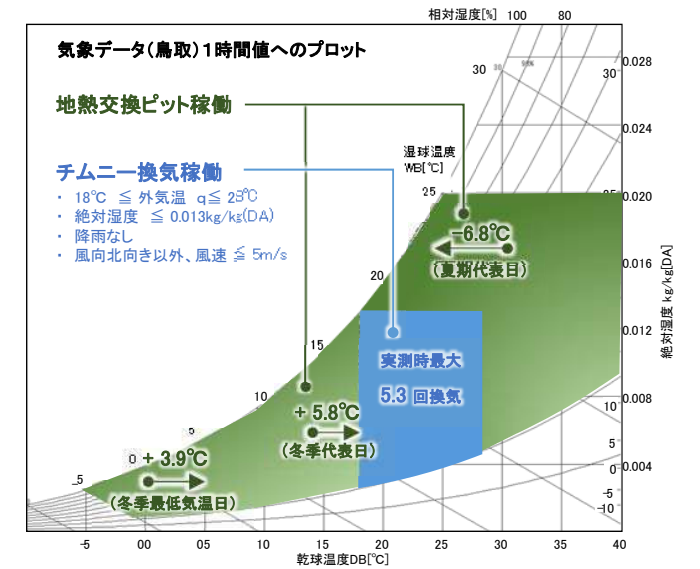 相対湿度[%] 100 80
気象データ(鳥取)1時間値へのプロット
地熱交換ピット稼働
チムニー換気稼働
・ 18℃ ≦ 外気温 q≦ 28℃
・ 絶対湿度 ≦ 0.013kg/kg(DA)
・ 降雨なし
・ 風向北向き以外、風速 ≦ 5m/s
湿球温度
WB[℃]
30 30 30
25
20
15
10
0
-5
0.028
0.024
0.020
0.016
0.012
0.008
0.004
絶対湿度 kg/kg[DA]
-6.8℃
(夏期代表日)
実測時最大
5.3 回換気
+ 5.8℃
(冬季代表日)
+ 3.9℃
(冬季最低気温日)
10
5
0
-5
-10
-5 00 05 10 15 20 25 30 35 40
乾球温度DB[℃]